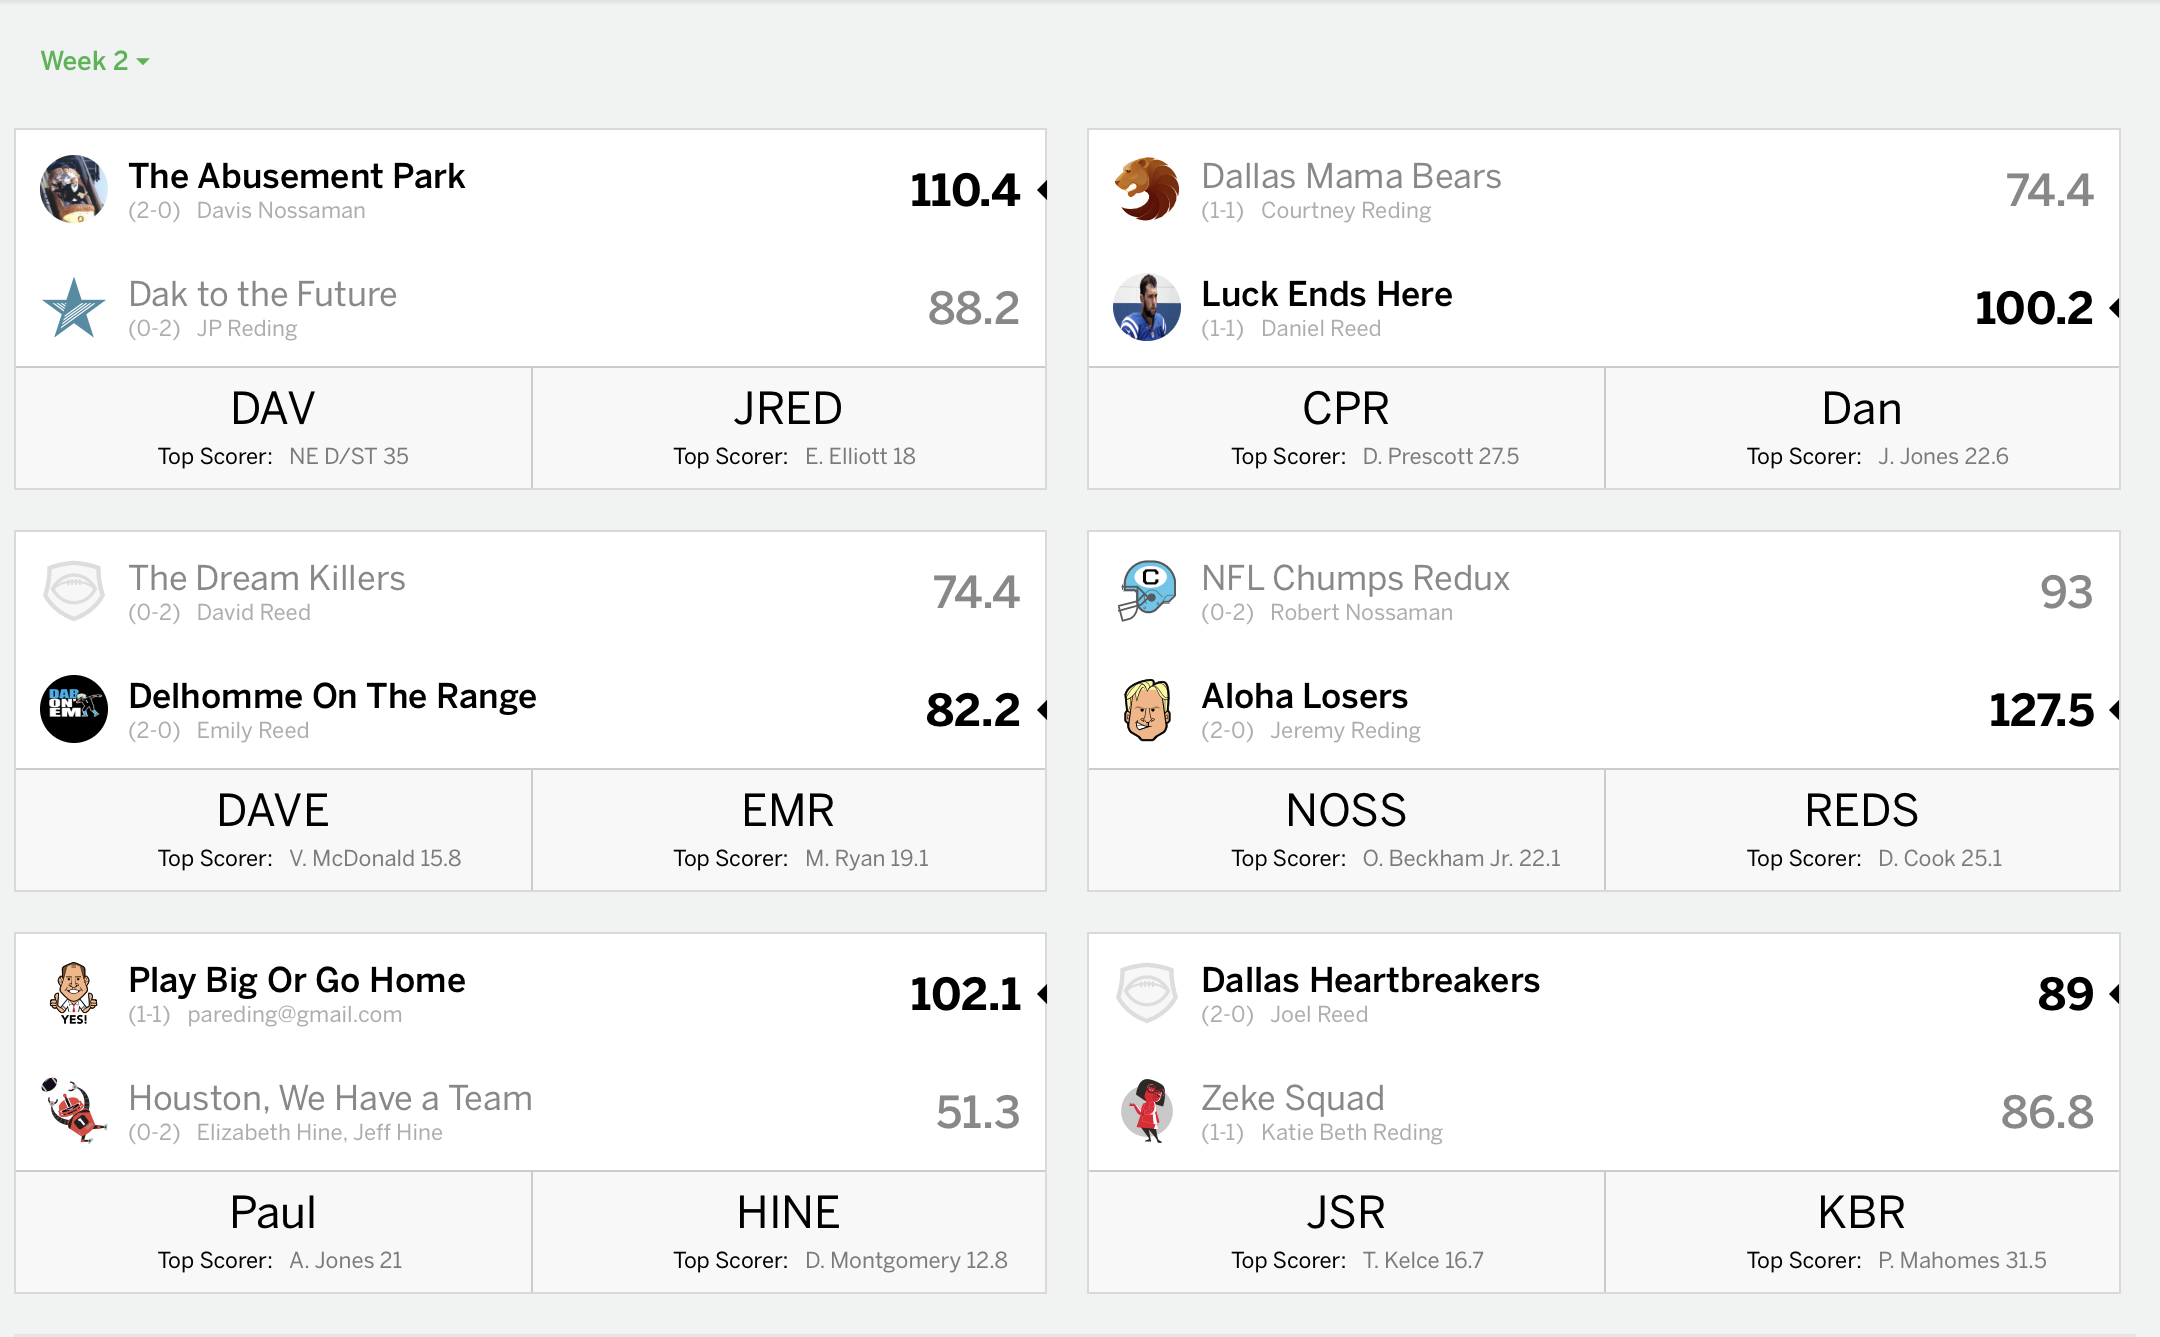 Week 2
The Abusement Park
(2-0) Davis Nossaman
110.4
Dak to the Future
(0-2) JP Reding
88.2
DAV
Top Scorer: NE D/ST 35
JRED
Top Scorer: E. Elliott 18
Dallas Mama Bears
(1-1) Courtney Reding
74.4
Luck Ends Here
(1-1) Daniel Reed
100.2
CPR
Top Scorer: D. Prescott 27.5
Dan
Top Scorer: J. Jones 22.6
The Dream Killers
(0-2) David Reed
74.4
DAB
ON
EM
Delhomme On The Range
(2-0) Emily Reed
82.2
DAVE
Top Scorer: V. McDonald 15.8
EMR
Top Scorer: M. Ryan 19.1
C
NFL Chumps Redux
(0-2) Robert Nossaman
93
Aloha Losers
(2-0) Jeremy Reding
127.5
NOSS
Top Scorer: O. Beckham Jr. 22.1
REDS
Top Scorer: D. Cook 25.1
YES!
Play Big Or Go Home
(1-1) pareding@gmail.com
102.1
Houston, We Have a Team
(0-2) Elizabeth Hine, Jeff Hine
51.3
Paul
Top Scorer: A. Jones 21
HINE
Top Scorer: D. Montgomery 12.8
Dallas Heartbreakers
(2-0) Joel Reed
89
Zeke Squad
(1-1) Katie Beth Reding
86.8
JSR
Top Scorer: T. Kelce 16.7
KBR
Top Scorer: P. Mahomes 31.5